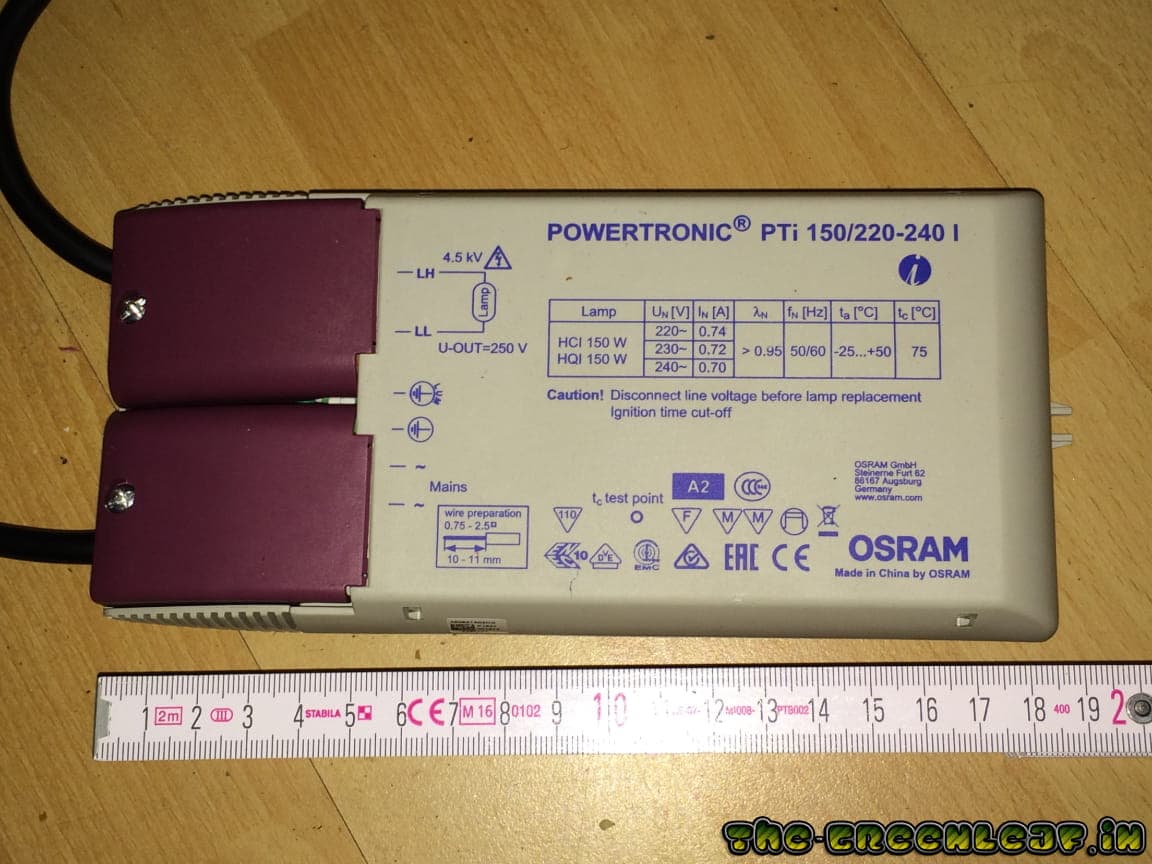 POWERTRONIC® PTi 150/220-240 I
4.5 kV
LH
Lamp
LL
U-OUT=250 V
Lamp UN [V] IN [A] λN fN [Hz] ta [°C] tc [°C]
HCI 150 W
HQI 150 W
220~ 0.74
230~ 0.72
240~ 0.70
> 0.95 50/60 -25...+50 75
Caution! Disconnect line voltage before lamp replacement
Ignition time cut-off
~
~
Mains
wire preparation
0.75 - 2.5
10 - 11 mm
tc test point
A2
CCC
110
F M M
10
EMC
EAC CE
OSRAM GmbH
Steinerne Furt 62
86167 Augsburg
Germany
www.osram.com
OSRAM
Made in China by OSRAM
1 2m 2 III 3 4 STABILA 5 6 CE 7 M 16 8 0102 9 10 12 13 14 15 16 17 18 400 19 2
THC-GREENLEAF.IN